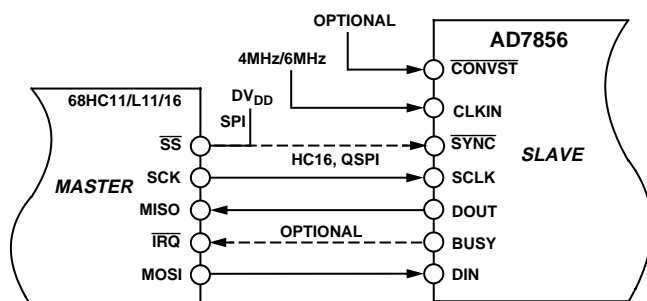 OPTIONAL
AD7856
4MHz/6MHz
CONVST
68HC11/L11/16
DVDD
CLKIN
SPI
SS
SYNC
SLAVE
HC16, QSPI
MASTER
SCK
SCLK
MISO
DOUT
OPTIONAL
IRQ
BUSY
MOSI
DIN